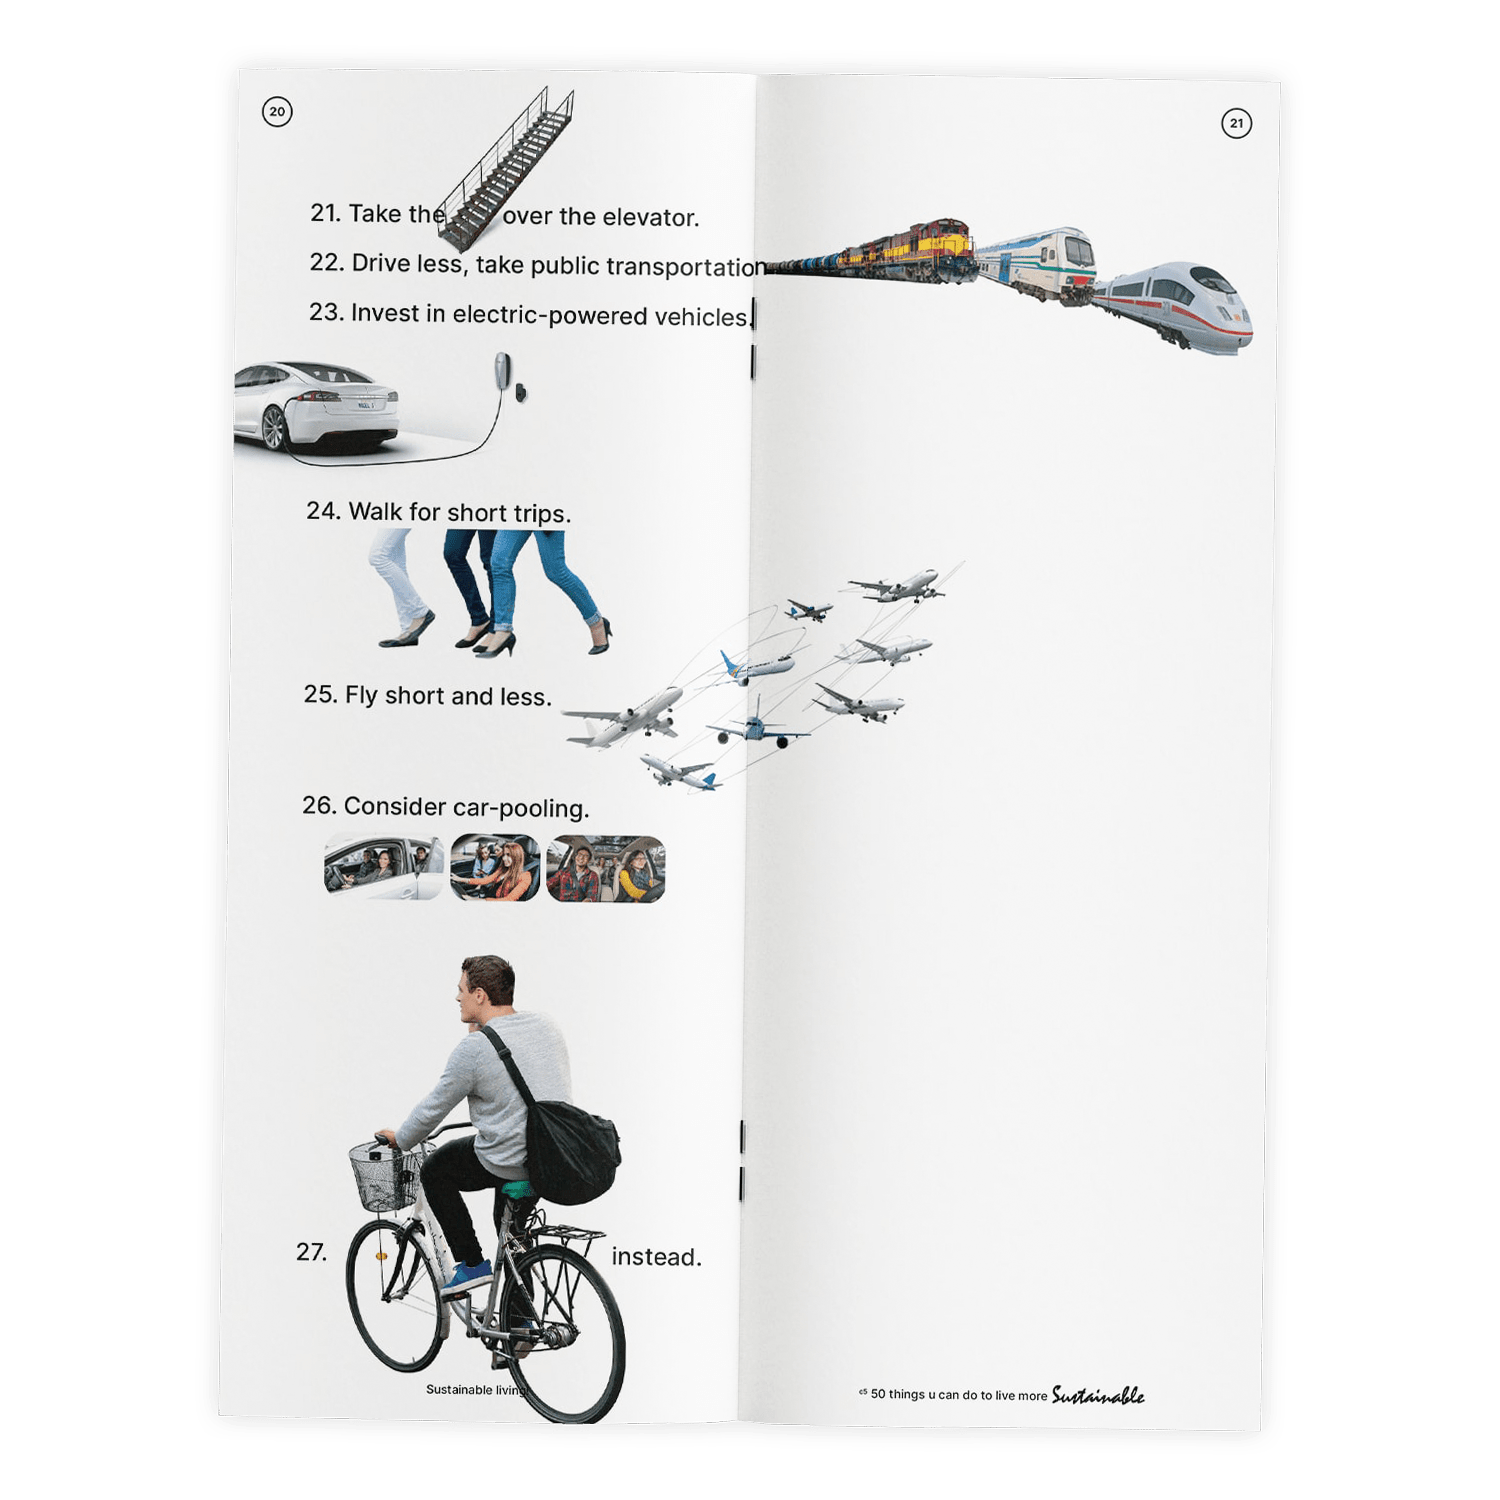 20
21. Take the over the elevator.
22. Drive less, take public transportation
23. Invest in electric-powered vehicles.
24. Walk for short trips.
25. Fly short and less.
26. Consider car-pooling.
27. instead.
Sustainable living
21
c5 50 things u can do to live more Sustainable